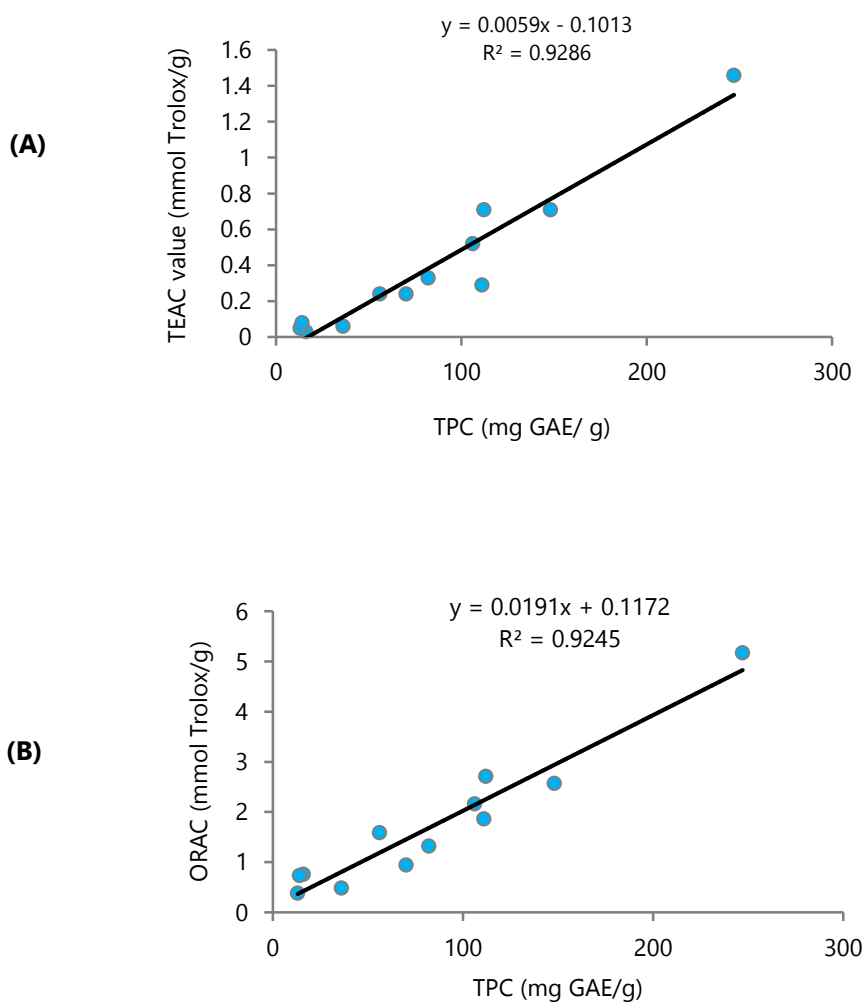 (A)
y = 0.0059x - 0.1013
R² = 0.9286
TEAC value (mmol Trolox/g)
1.6
1.4
1.2
1
0.8
0.6
0.4
0.2
0
0 100 200 300
TPC (mg GAE/ g)
(B)
y = 0.0191x + 0.1172
R² = 0.9245
ORAC (mmol Trolox/g)
6
5
4
3
2
1
0
0 100 200 300
TPC (mg GAE/g)